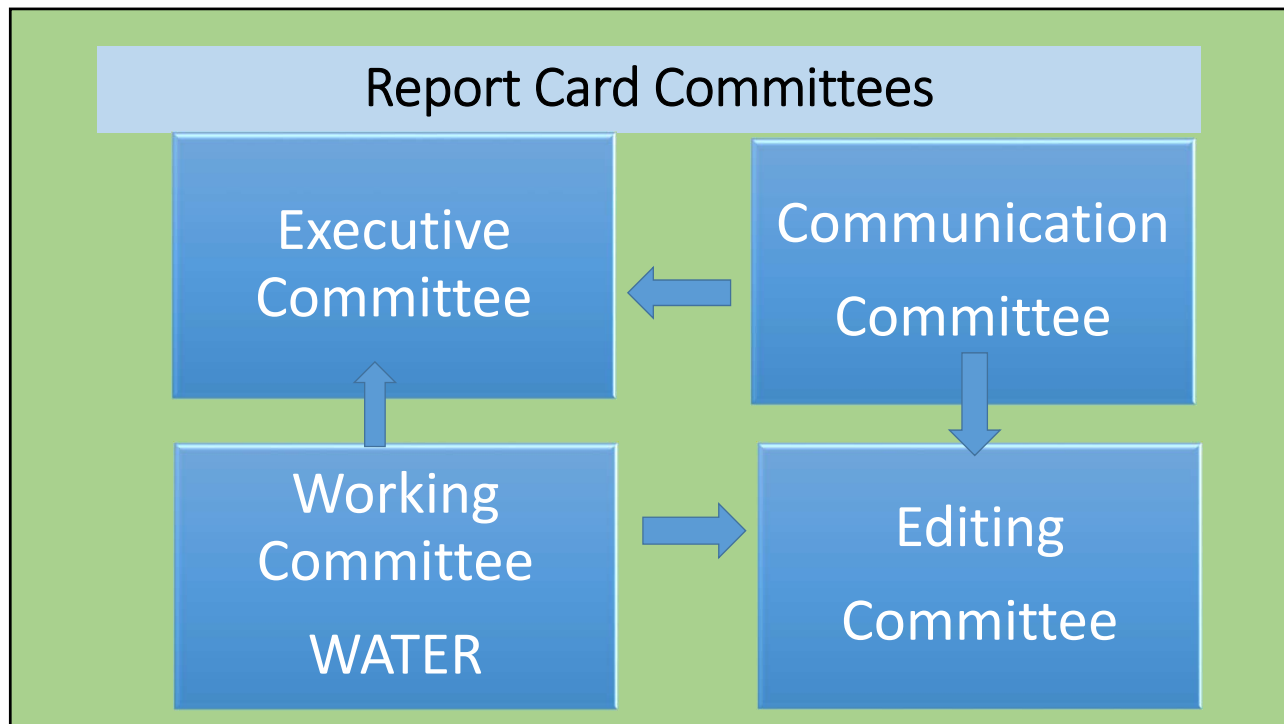 Report Card Committees
Executive
Committee
Communication
Committee
Working
Committee
WATER
Editing
Committee